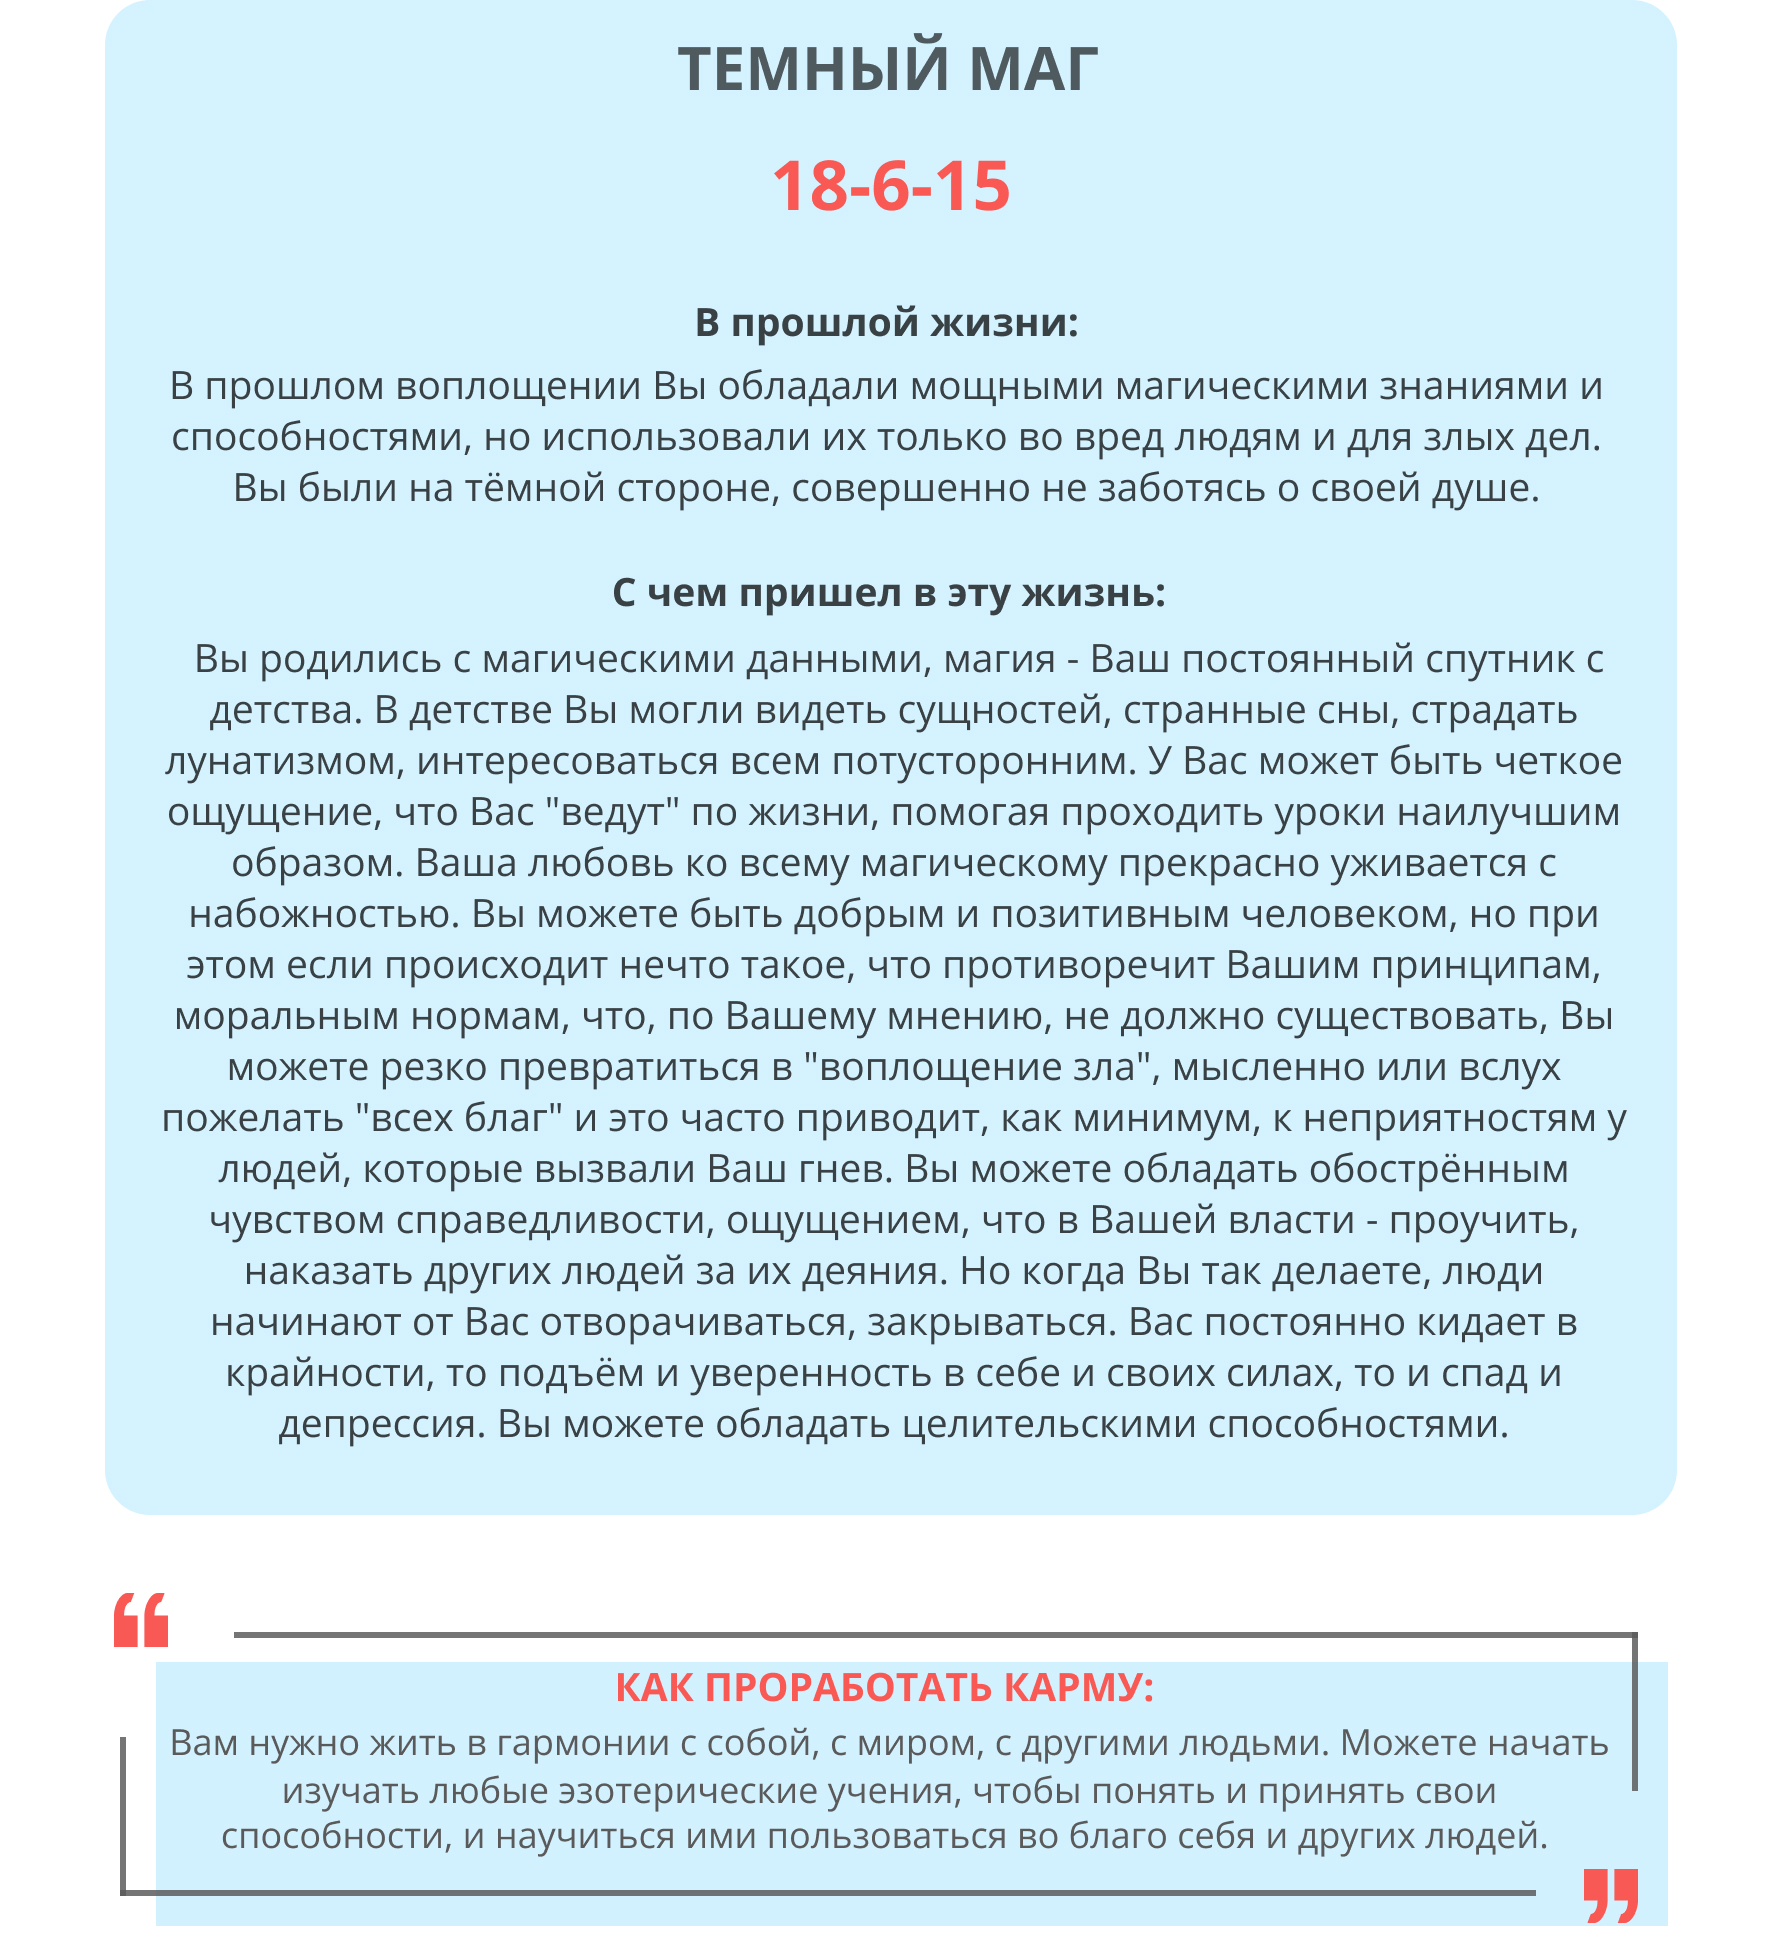 ТЕМНЫЙ МАГ
18-6-15
В прошлой жизни:
В прошлом воплощении Вы обладали мощными магическими знаниями и
способностями, но использовали их только во вред людям и для злых дел.
Вы были на тёмной стороне, совершенно не заботясь о своей душе.
С чем пришел в эту жизнь:
Вы родились с магическими данными, магия - Ваш постоянный спутник с
детства. В детстве Вы могли видеть сущностей, странные сны, страдать
лунатизмом, интересоваться всем потусторонним. У Вас может быть четкое
ощущение, что Вас "ведут" по жизни, помогая проходить уроки наилучшим
образом. Ваша любовь ко всему магическому прекрасно уживается с
набожностью. Вы можете быть добрым и позитивным человеком, но при
этом если происходит нечто такое, что противоречит Вашим принципам,
моральным нормам, что, по Вашему мнению, не должно существовать, Вы
можете резко превратиться в "воплощение зла", мысленно или вслух
пожелать "всех благ" и это часто приводит, как минимум, к неприятностям у
людей, которые вызвали Ваш гнев. Вы можете обладать обострённым
чувством справедливости, ощущением, что в Вашей власти - проучить,
наказать других людей за их деяния. Но когда Вы так делаете, люди
начинают от Вас отворачиваться, закрываться. Вас постоянно кидает в
крайности, то подъём и уверенность в себе и своих силах, то и спад и
депрессия. Вы можете обладать целительскими способностями.
КАК ПРОРАБОТАТЬ КАРМУ:
Вам нужно жить в гармонии с собой, с миром, с другими людьми. Можете начать
изучать любые эзотерические учения, чтобы понять и принять свои
способности, и научиться ими пользоваться во благо себя и других людей.